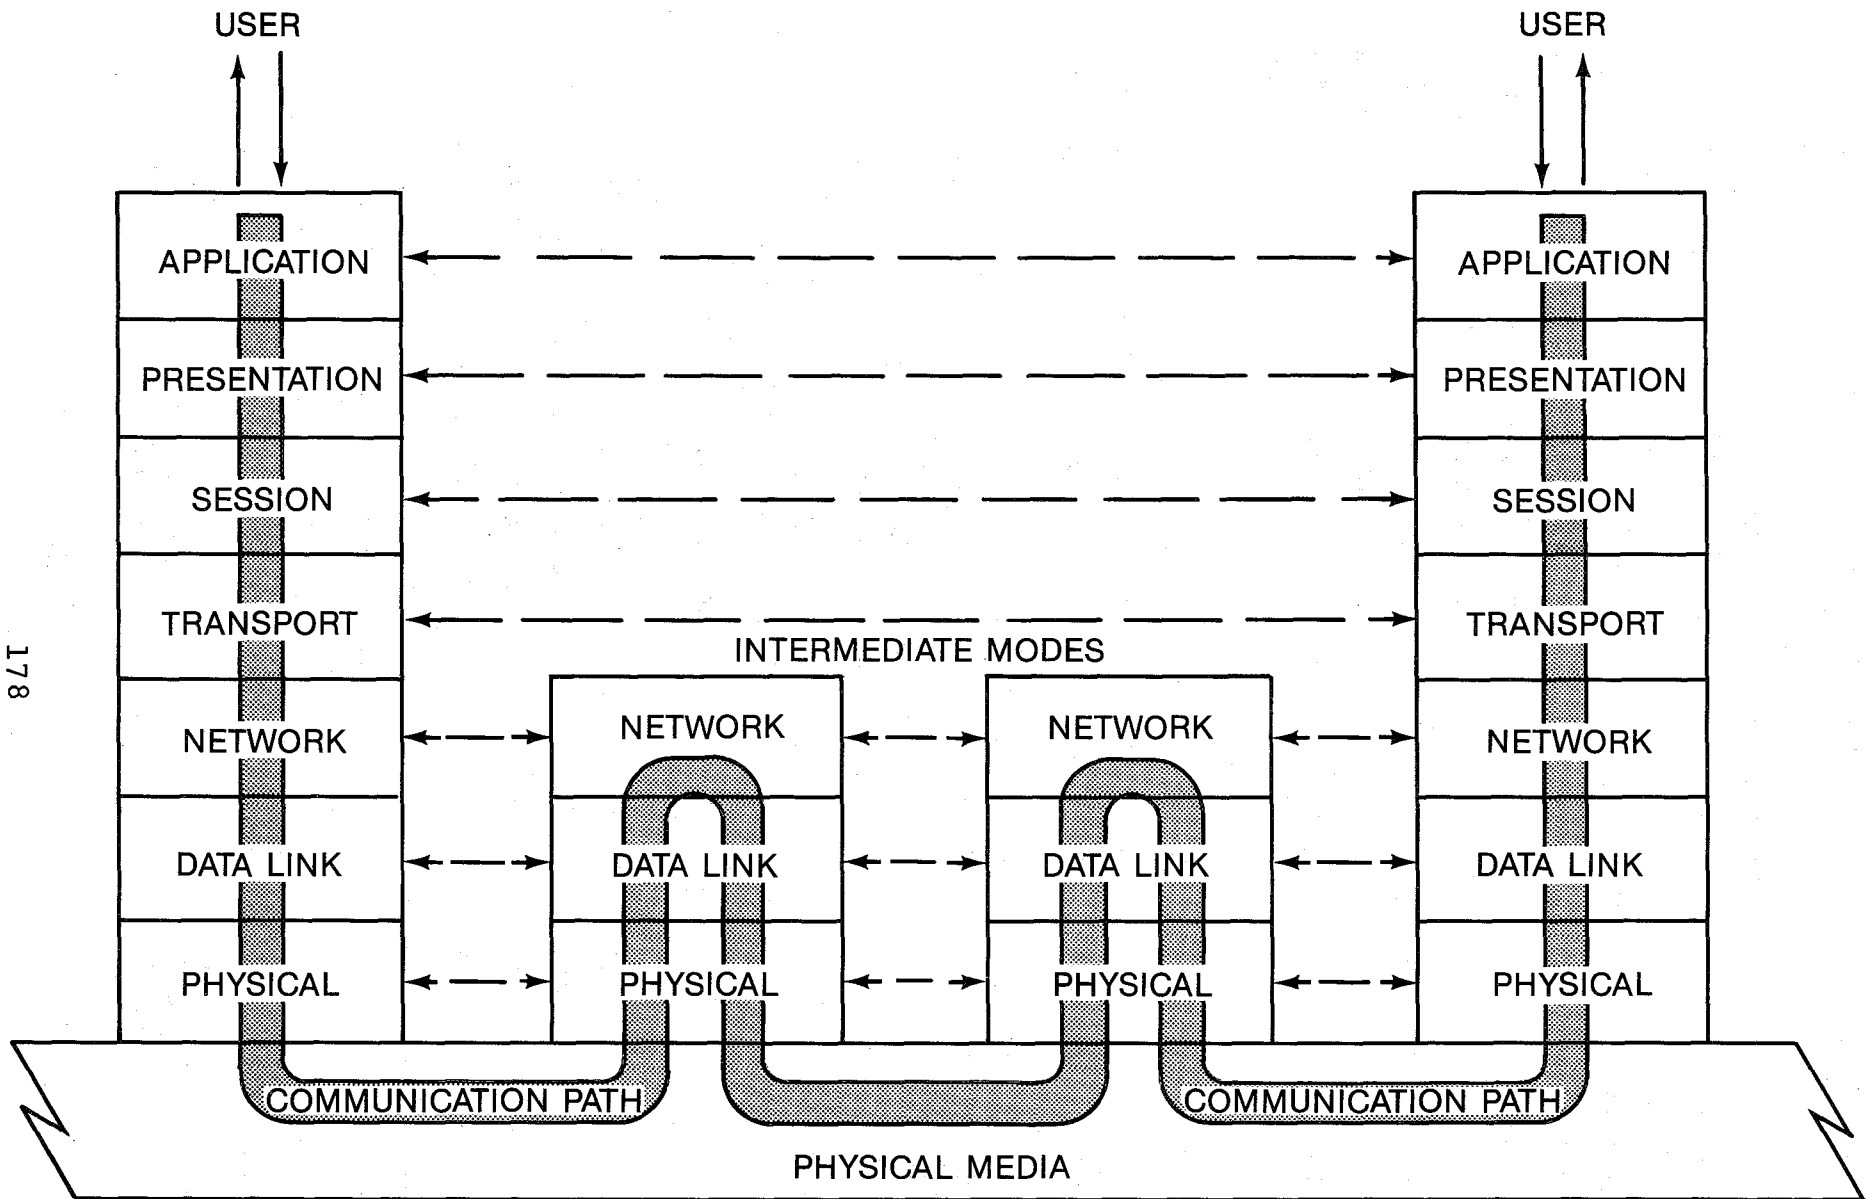 USER
USER
APPLICATION
APPLICATION
PRESENTATION
PRESENTATION
SESSION
SESSION
TRANSPORT
TRANSPORT
INTERMEDIATE MODES
NETWORK
NETWORK
NETWORK
NETWORK
DATA LINK
DATA LINK
DATA LINK
DATA LINK
PHYSICAL
PHYSICAL
PHYSICAL
PHYSICAL
COMMUNICATION PATH
COMMUNICATION PATH
PHYSICAL MEDIA
178